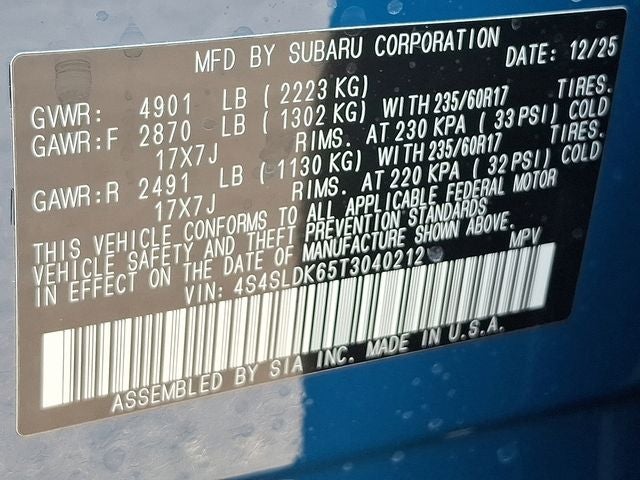 MFD BY SUBARU CORPORATION DATE: 12/25
GVWR: 4901 LB ( 2223 KG)
GAWR:F 2870 LB ( 1302 KG) WITH 235/60R17 TIRES.
17X7J RIMS. AT 230 KPA ( 33 PSI) COLD
GAWR:R 2491 LB ( 1130 KG) WITH 235/60R17 TIRES.
17X7J RIMS. AT 220 KPA ( 32 PSI) COLD
THIS VEHICLE CONFORMS TO ALL APPLICABLE FEDERAL MOTOR
VEHICLE SAFETY AND THEFT PREVENTION STANDARDS
IN EFFECT ON THE DATE OF MANUFACTURE SHOWN ABOVE.
VIN: 4S4SLDK65T3040212 MPV
ASSEMBLED BY SIA INC. MADE IN U.S.A.